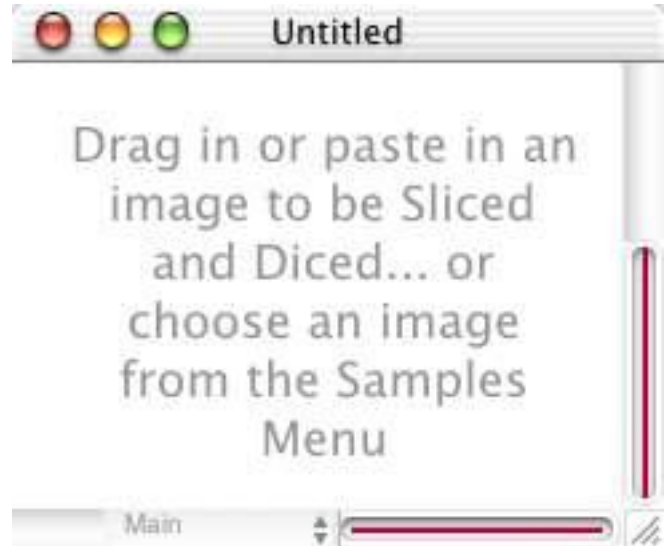 Untitled
Drag in or paste in an
image to be Sliced
and Diced... or
choose an image
from the Samples
Menu
Main